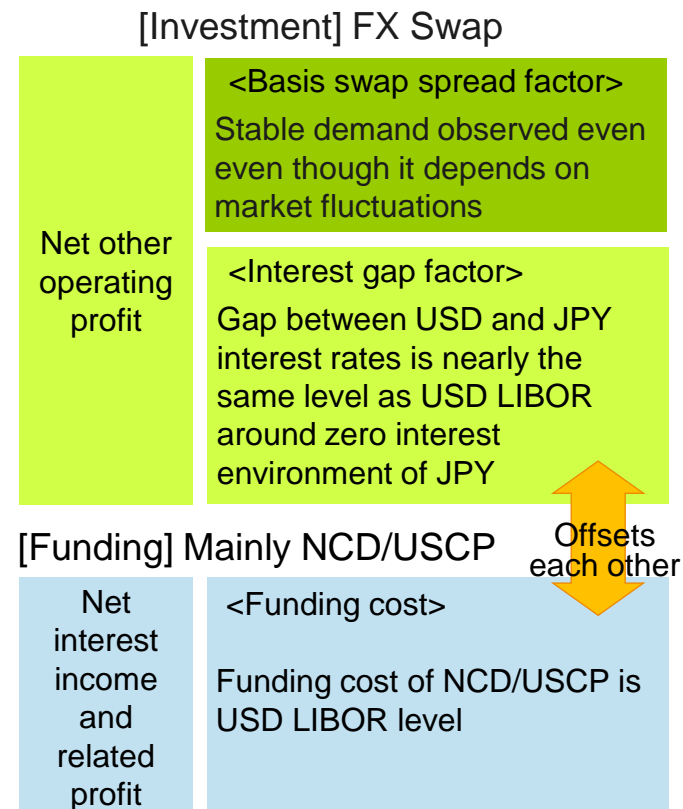 [Investment] FX Swap
Net other
operating
profit
<Basis swap spread factor>
Stable demand observed even
even though it depends on
market fluctuations
<Interest gap factor>
Gap between USD and JPY
interest rates is nearly the
same level as USD LIBOR
around zero interest
environment of JPY
Offsets
each other
[Funding] Mainly NCD/USCP
Net
interest
income
and
related
profit
<Funding cost>
Funding cost of NCD/USCP is
USD LIBOR level